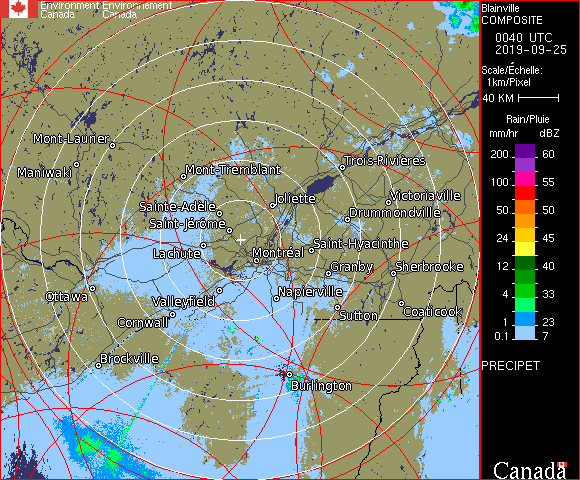 Environment Environnement
Canada Canada
Blainville
COMPOSITE
0040 UTC
2019-09-25
Scale/Échelle:
1km/Pixel
40 KM
Rain/Pluie
mm/hr dBZ
200 60
100 55
50 50
24 45
12 40
4 33
1 23
0.1 7
PRECIPET
Canada
Mont-Laurier
Maniwaki
Mont-Tremblant
Trois-Rivières
Sainte-Adèle
Joliette
Victoriaville
Saint-Jérôme
Drummondville
Lachute
Montréal
Saint-Hyacinthe
Granby
Sherbrooke
Ottawa
Valleyfield
Napierville
Cornwall
Sutton
Coaticook
Brockville
Burlington